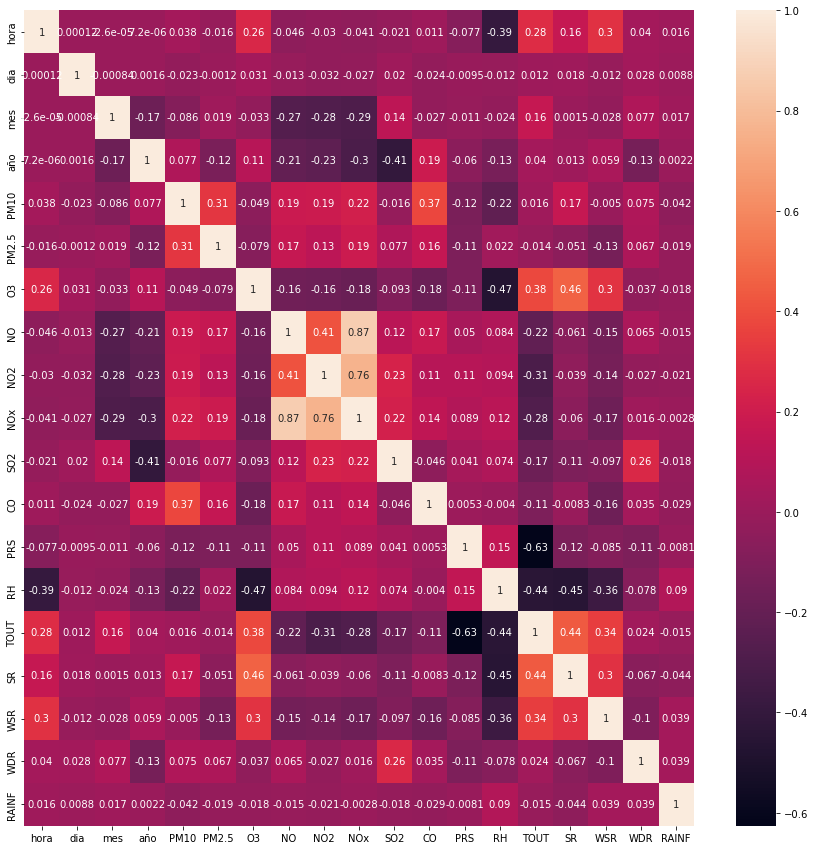 hora 1 0.00012 2.6e-05 7.2e-06 0.038 -0.016 0.26 -0.046 -0.03 -0.041 -0.021 0.011 -0.077 -0.39 0.28 0.16 0.3 0.04 0.016
dia 0.00012 1 0.00084 0.0016 -0.023 -0.0012 0.031 -0.013 -0.032 -0.027 0.02 -0.024 -0.0095 -0.012 0.012 0.018 -0.012 0.028 0.0088
mes 2.6e-05 0.00084 1 -0.17 -0.086 0.019 -0.033 -0.27 -0.28 -0.29 0.14 -0.027 -0.011 -0.024 0.16 0.0015 -0.028 0.077 0.017
año 7.2e-06 0.0016 -0.17 1 0.077 -0.12 0.11 -0.21 -0.23 -0.3 -0.41 0.19 -0.06 -0.13 0.04 0.013 0.059 -0.13 0.0022
PM10 0.038 -0.023 -0.086 0.077 1 0.31 -0.049 0.19 0.19 0.22 -0.016 0.37 -0.12 -0.22 0.016 0.17 -0.005 0.075 -0.042
PM2.5 -0.016 -0.0012 0.019 -0.12 0.31 1 -0.079 0.17 0.13 0.19 0.077 0.16 -0.11 0.022 -0.014 -0.051 -0.13 0.067 -0.019
O3 0.26 0.031 -0.033 0.11 -0.049 -0.079 1 -0.16 -0.16 -0.18 -0.093 -0.18 -0.11 -0.47 0.38 0.46 0.3 -0.037 -0.018
NO -0.046 -0.013 -0.27 -0.21 0.19 0.17 -0.16 1 0.41 0.87 0.12 0.17 0.05 0.084 -0.22 -0.061 -0.15 0.065 -0.015
NO2 -0.03 -0.032 -0.28 -0.23 0.19 0.13 -0.16 0.41 1 0.76 0.23 0.11 0.11 0.094 -0.31 -0.039 -0.14 -0.027 -0.021
NOx -0.041 -0.027 -0.29 -0.3 0.22 0.19 -0.18 0.87 0.76 1 0.22 0.14 0.089 0.12 -0.28 -0.06 -0.17 0.016 -0.0028
SO2 -0.021 0.02 0.14 -0.41 -0.016 0.077 -0.093 0.12 0.23 0.22 1 -0.046 0.041 0.074 -0.17 -0.11 -0.097 0.26 -0.018
CO 0.011 -0.024 -0.027 0.19 0.37 0.16 -0.18 0.17 0.11 0.14 -0.046 1 0.0053 -0.004 -0.11 -0.0083 -0.16 0.035 -0.029
PRS -0.077 -0.0095 -0.011 -0.06 -0.12 -0.11 -0.11 0.05 0.11 0.089 0.041 0.0053 1 0.15 -0.63 -0.12 -0.085 -0.11 -0.0081
RH -0.39 -0.012 -0.024 -0.13 -0.22 0.022 -0.47 0.084 0.094 0.12 0.074 -0.004 0.15 1 -0.44 -0.45 -0.36 -0.078 0.09
TOUT 0.28 0.012 0.16 0.04 0.016 -0.014 0.38 -0.22 -0.31 -0.28 -0.17 -0.11 -0.63 -0.44 1 0.44 0.34 0.024 -0.015
SR 0.16 0.018 0.0015 0.013 0.17 -0.051 0.46 -0.061 -0.039 -0.06 -0.11 -0.0083 -0.12 -0.45 0.44 1 0.3 -0.067 -0.044
WSR 0.3 -0.012 -0.028 0.059 -0.005 -0.13 0.3 -0.15 -0.14 -0.17 -0.097 -0.16 -0.085 -0.36 0.34 0.3 1 -0.1 0.039
WDR 0.04 0.028 0.077 -0.13 0.075 0.067 -0.037 0.065 -0.027 0.016 0.26 0.035 -0.11 -0.078 0.024 -0.067 -0.1 1 0.039
RAINF 0.016 0.0088 0.017 0.0022 -0.042 -0.019 -0.018 -0.015 -0.021 -0.0028 -0.018 -0.029 -0.0081 0.09 -0.015 -0.044 0.039 0.039 1
hora dia mes año PM10 PM2.5 O3 NO NO2 NOx SO2 CO PRS RH TOUT SR WSR WDR RAINF
1.0
0.8
0.6
0.4
0.2
0.0
−0.2
−0.4
−0.6